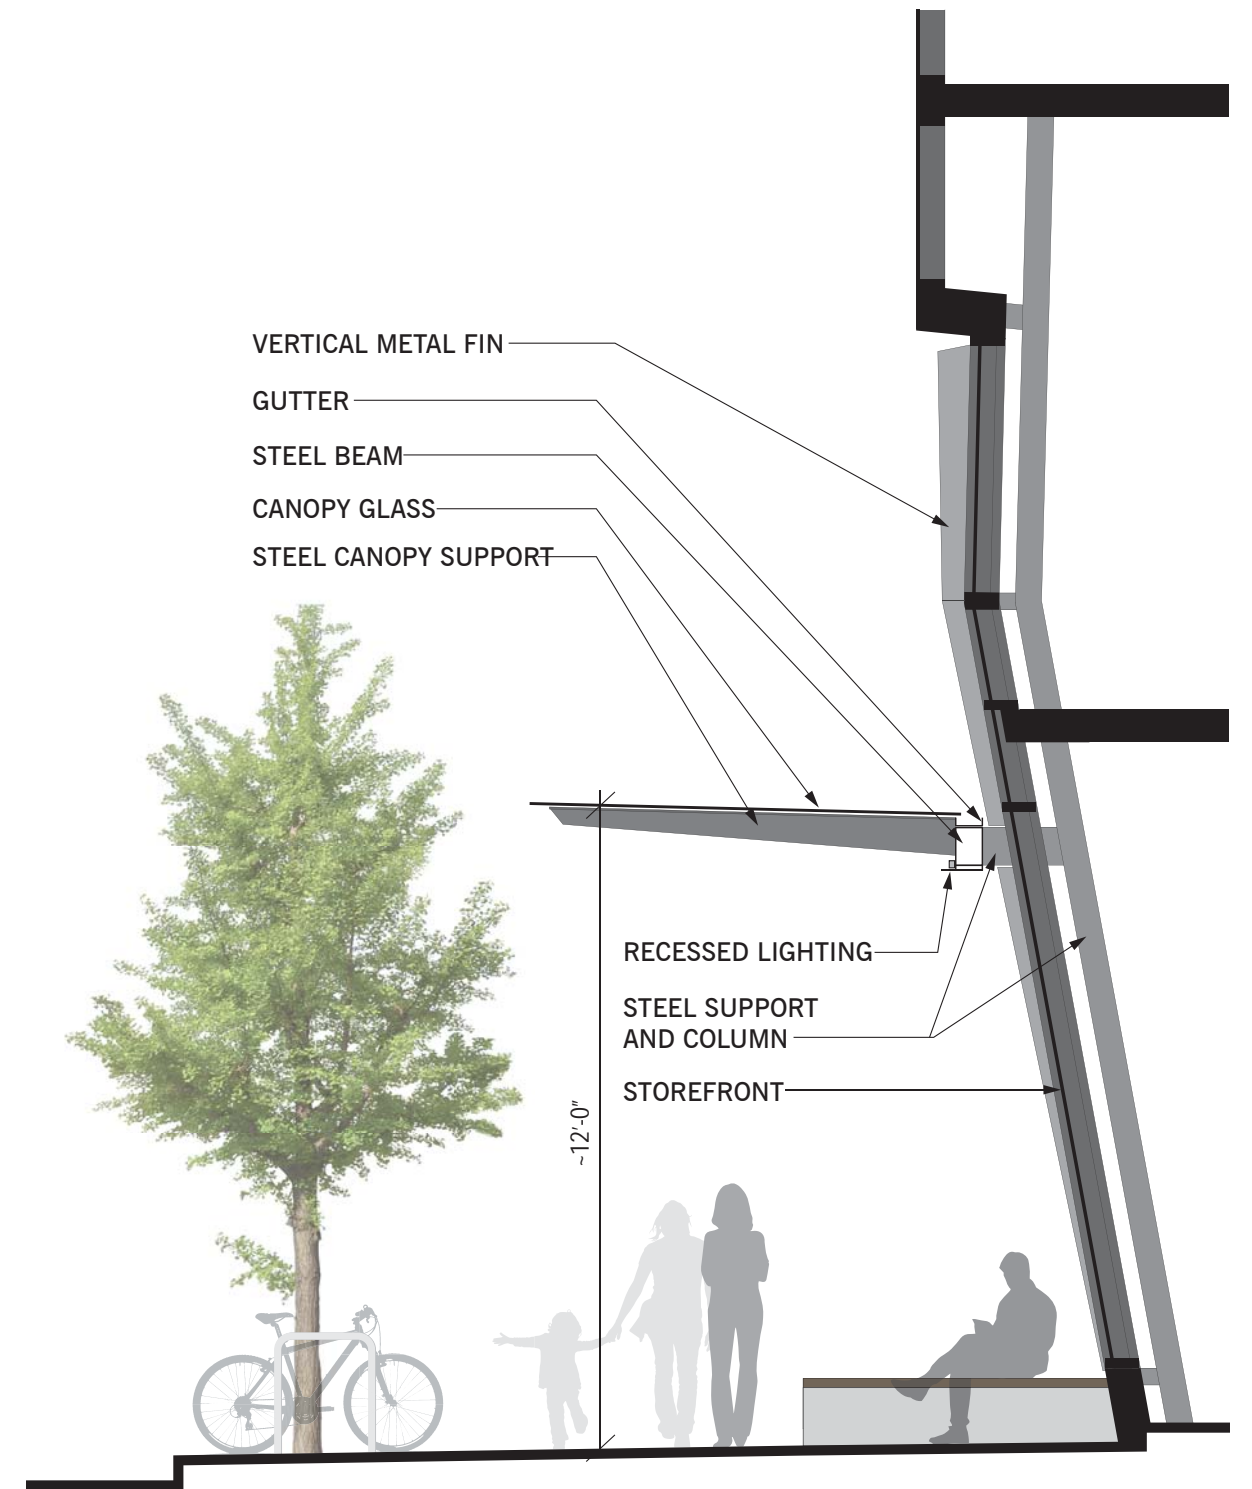 VERTICAL METAL FIN
GUTTER
STEEL BEAM
CANOPY GLASS
STEEL CANOPY SUPPORT
RECESSED LIGHTING
STEEL SUPPORT
AND COLUMN
STOREFRONT
~12'-0"